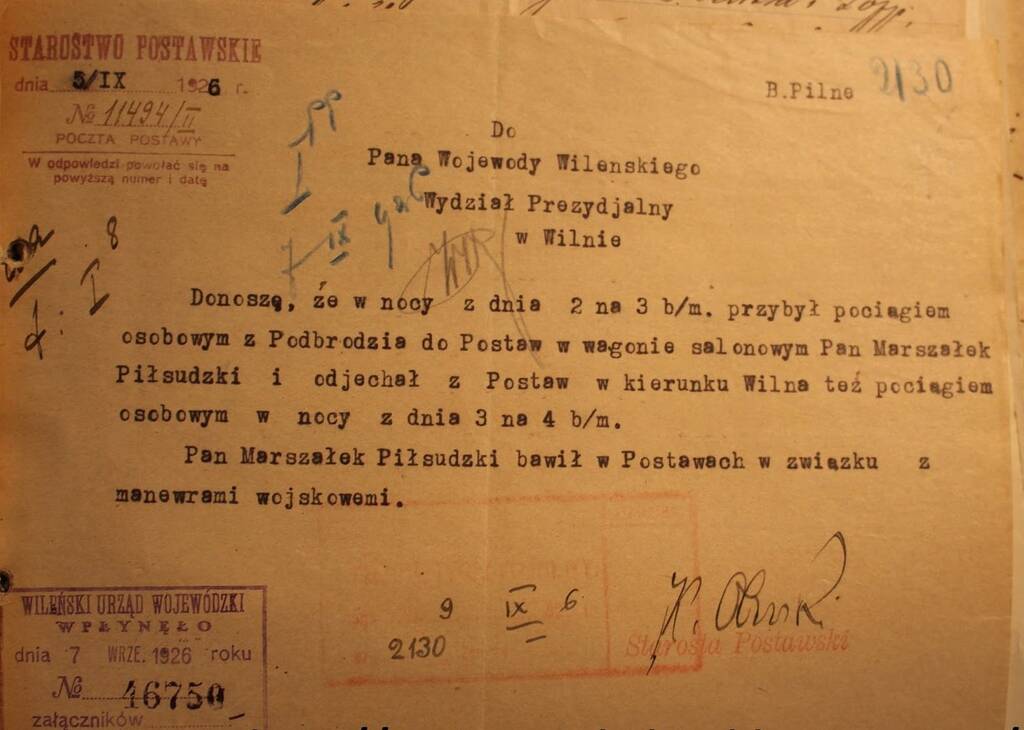 STAROSTWO POSTAWSKIE
dnia 5/IX 1926 r.
№ 11494/II
POCZTA POSTAWY
W odpowiedzi powołać się na
powyższą numer i datę
B.Pilne 2130
Do
Pana Wojewody Wilenskiego
Wydział Prezydjalny
w Wilnie
7 IX
I 8
Donoszę, że w nocy z dnia 2 na 3 b/m. przybył pociągiem
osobowym z Podbrodzia do Postaw w wagonie salonowym Pan Marszałek
Piłsudzki i odjechał z Postaw w kierunku Wilna też pociągiem
osobowym w nocy z dnia 3 na 4 b/m.
Pan Marszałek Piłsudzki bawił w Postawach w związku z
manewrami wojskowemi.
9 IX 6
2130
Starosta Postawski
WILEŃSKI URZĄD WOJEWÓDZKI
WPŁYNĘŁO
dnia 7 WRZE. 1926 roku
№ 46750
załączników –